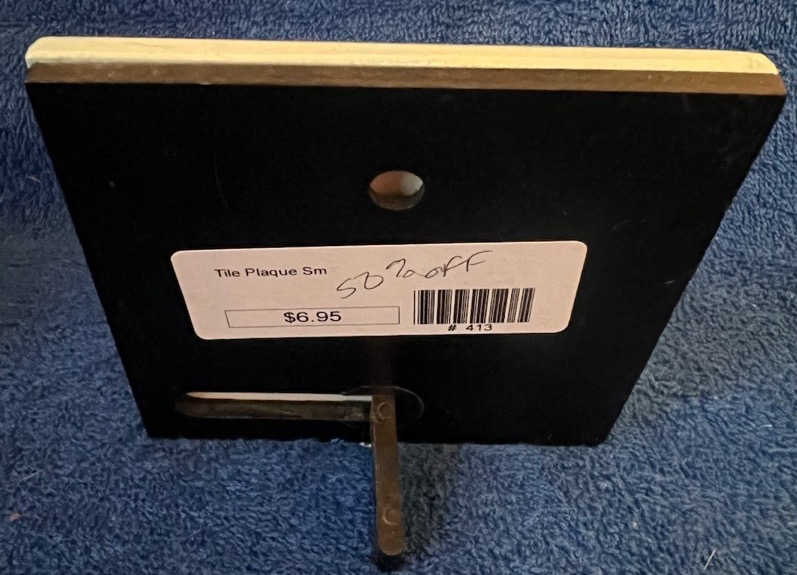 Tile Plaque Sm
50% off
$6.95
# 413